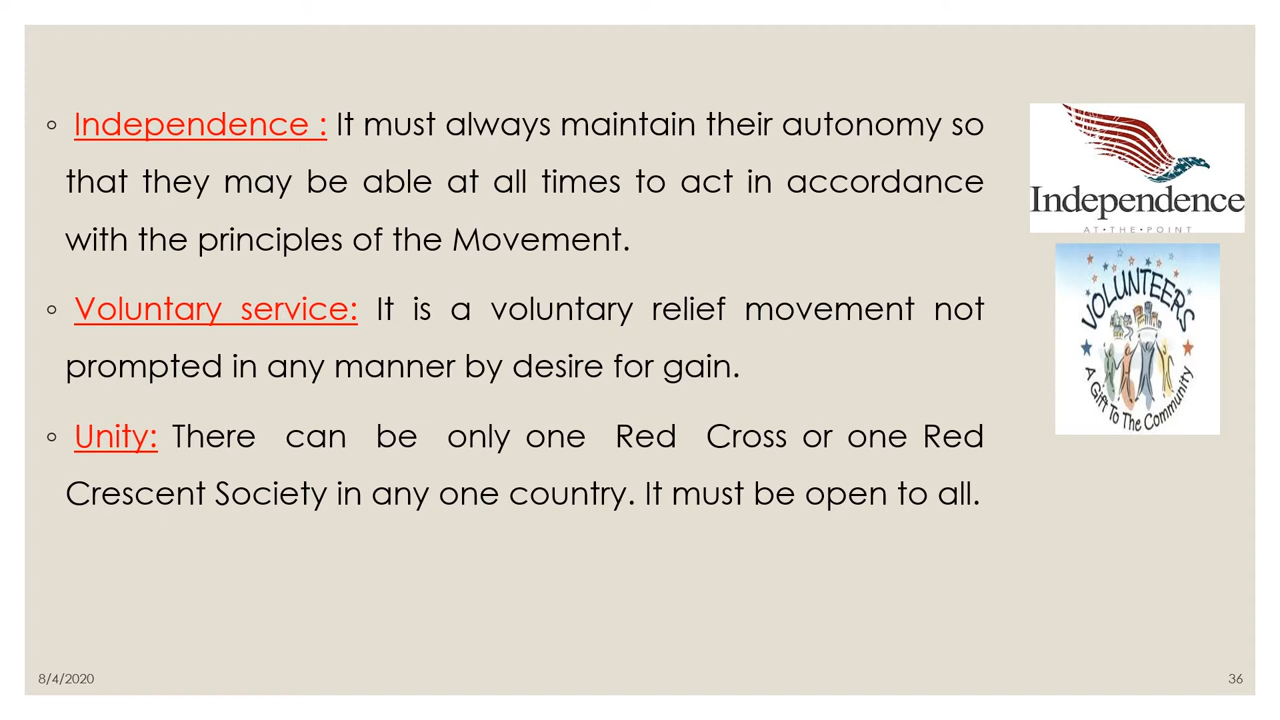 ◦ Independence : It must always maintain their autonomy so
that they may be able at all times to act in accordance
with the principles of the Movement.
◦ Voluntary service: It is a voluntary relief movement not
prompted in any manner by desire for gain.
◦ Unity: There can be only one Red Cross or one Red
Crescent Society in any one country. It must be open to all.
Independence
AT•THE•POINT
VOLUNTEERS
A Gift To The Community
8/4/2020
36